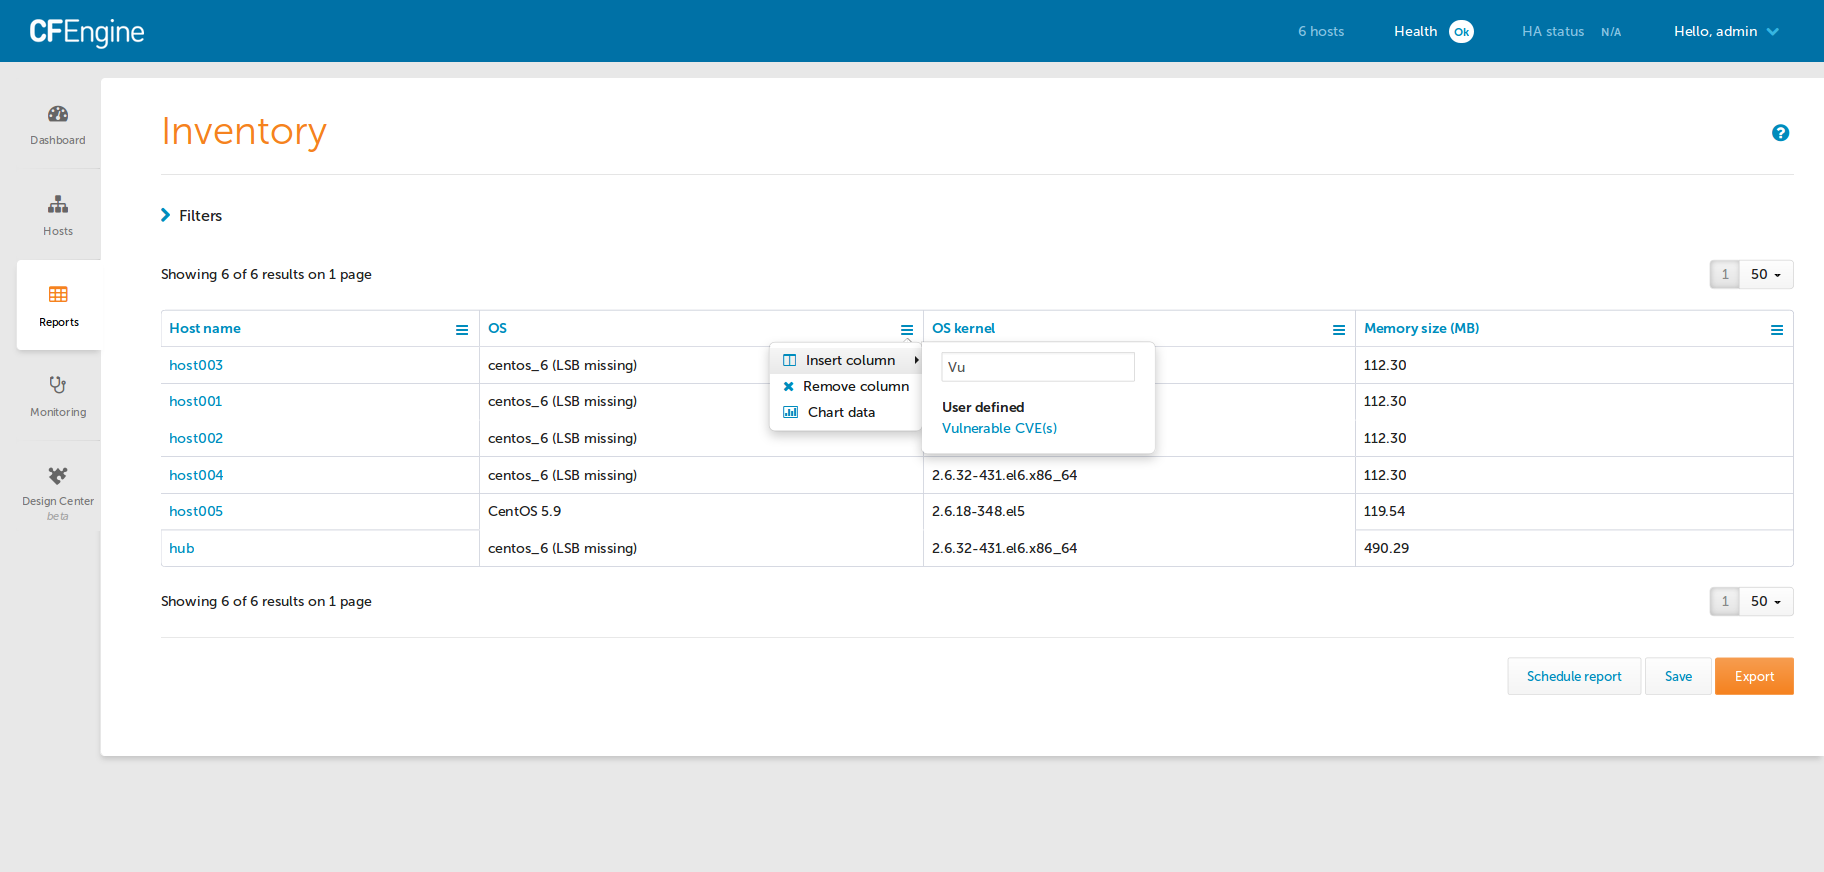 CFEngine
6 hosts Health Ok HA status N/A Hello, admin
Dashboard
Hosts
Reports
Monitoring
Design Center
beta
Inventory
Filters
Showing 6 of 6 results on 1 page 1 50
Host name OS OS kernel Memory size (MB)
host003 centos_6 (LSB missing) 112.30
host001 centos_6 (LSB missing) 112.30
host002 centos_6 (LSB missing) 112.30
host004 centos_6 (LSB missing) 2.6.32-431.el6.x86_64 112.30
host005 CentOS 5.9 2.6.18-348.el5 119.54
hub centos_6 (LSB missing) 2.6.32-431.el6.x86_64 490.29
Insert column
Remove column
Chart data
Vu
User defined
Vulnerable CVE(s)
Showing 6 of 6 results on 1 page 1 50
Schedule report Save Export